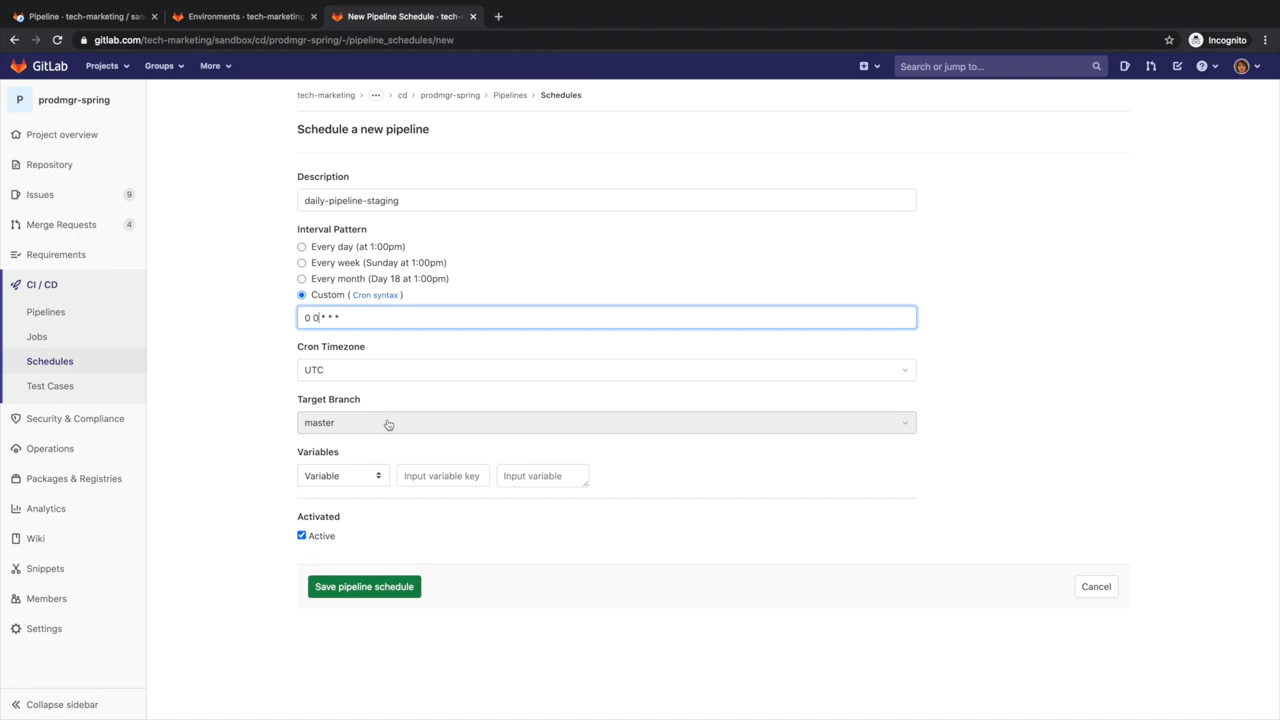 Pipeline · tech-marketing / san
Environments · tech-marketing
New Pipeline Schedule · tech-
gitlab.com/tech-marketing/sandbox/cd/prodmgr-spring/-/pipeline_schedules/new
Incognito
GitLab
Projects
Groups
More
Search or jump to...
P
prodmgr-spring
Project overview
Repository
Issues 9
Merge Requests 4
Requirements
CI / CD
Pipelines
Jobs
Schedules
Test Cases
Security & Compliance
Operations
Packages & Registries
Analytics
Wiki
Snippets
Members
Settings
Collapse sidebar
tech-marketing > ... > cd > prodmgr-spring > Pipelines > Schedules
Schedule a new pipeline
Description
daily-pipeline-staging
Interval Pattern
Every day (at 1:00pm)
Every week (Sunday at 1:00pm)
Every month (Day 18 at 1:00pm)
Custom ( Cron syntax )
0 0 * * *
Cron Timezone
UTC
Target Branch
master
Variables
Variable
Input variable key
Input variable
Activated
Active
Save pipeline schedule
Cancel